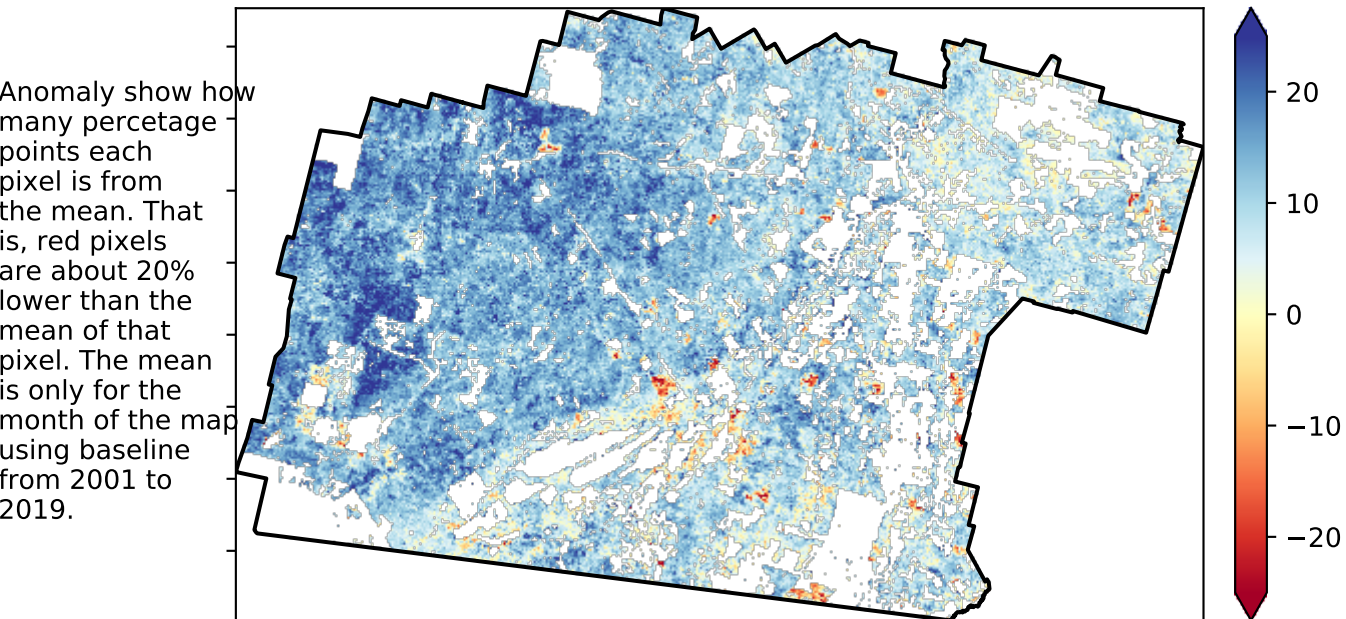 Anomaly show how
many percetage
points each
pixel is from
the mean. That
is, red pixels
are about 20%
lower than the
mean of that
pixel. The mean
is only for the
month of the map
using baseline
from 2001 to
2019.
20
10
0
−10
−20